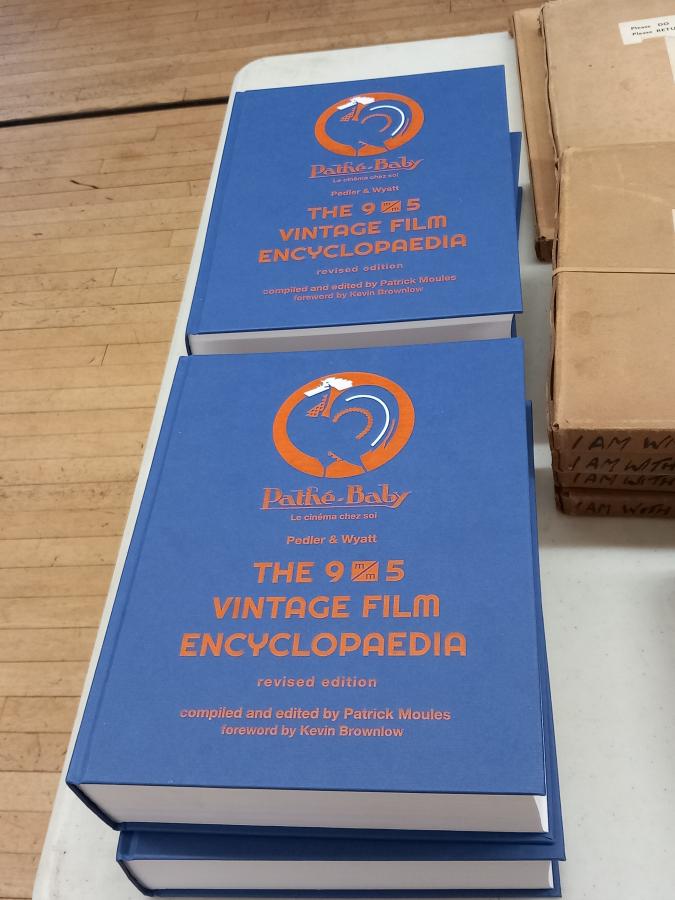 Please DO
Please RETU
Pathé-Baby
Le cinéma chez soi
Pedler & Wyatt
THE 9 m/m 5
VINTAGE FILM
ENCYCLOPAEDIA
revised edition
compiled and edited by Patrick Moules
foreword by Kevin Brownlow
I AM WI
I AM WITH
I AM WITH
I AM WITH
Pathé-Baby
Le cinéma chez soi
Pedler & Wyatt
THE 9 m/m 5
VINTAGE FILM
ENCYCLOPAEDIA
revised edition
compiled and edited by Patrick Moules
foreword by Kevin Brownlow